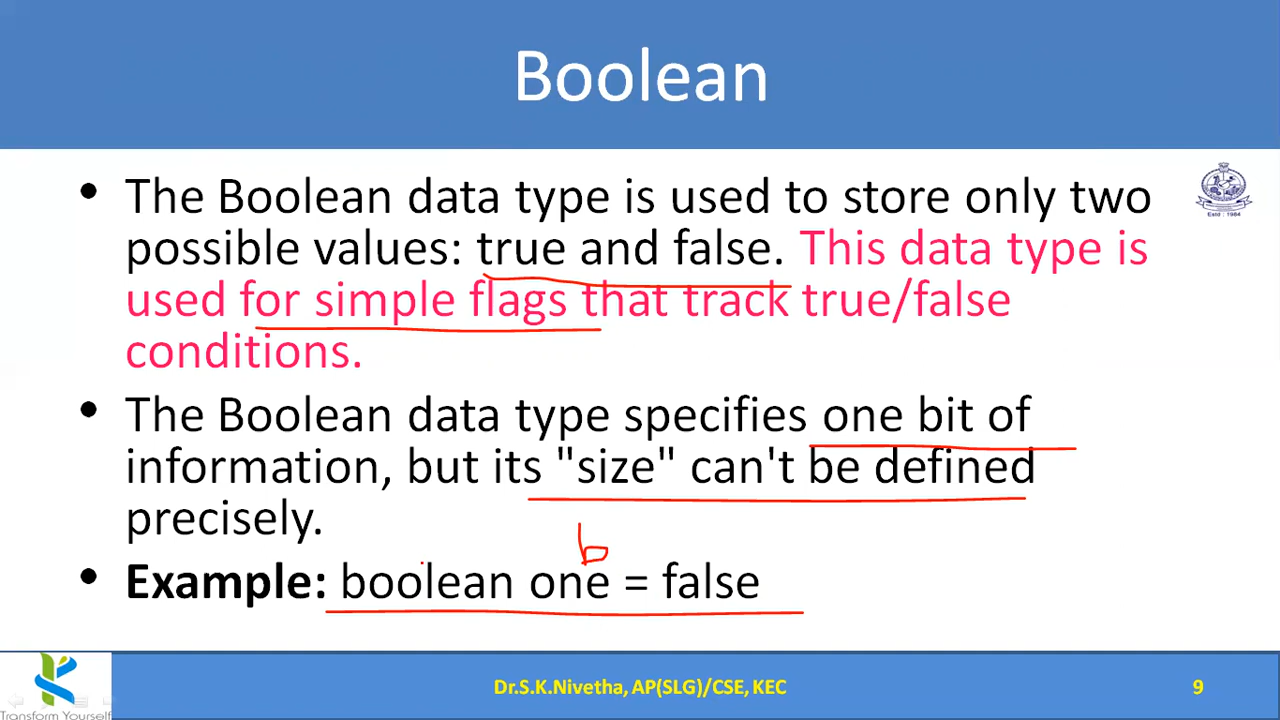 Boolean
• The Boolean data type is used to store only two
possible values: true and false. This data type is
used for simple flags that track true/false
conditions.
• The Boolean data type specifies one bit of
information, but its "size" can't be defined
precisely.
b
• Example: boolean one = false
Estd : 1984
Transform Yourself
Dr.S.K.Nivetha, AP(SLG)/CSE, KEC
9